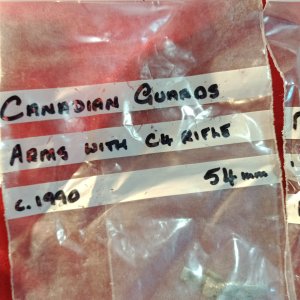 CANADIAN GUARDS
ARMS WITH C4 RIFLE
c. 1990 54mm